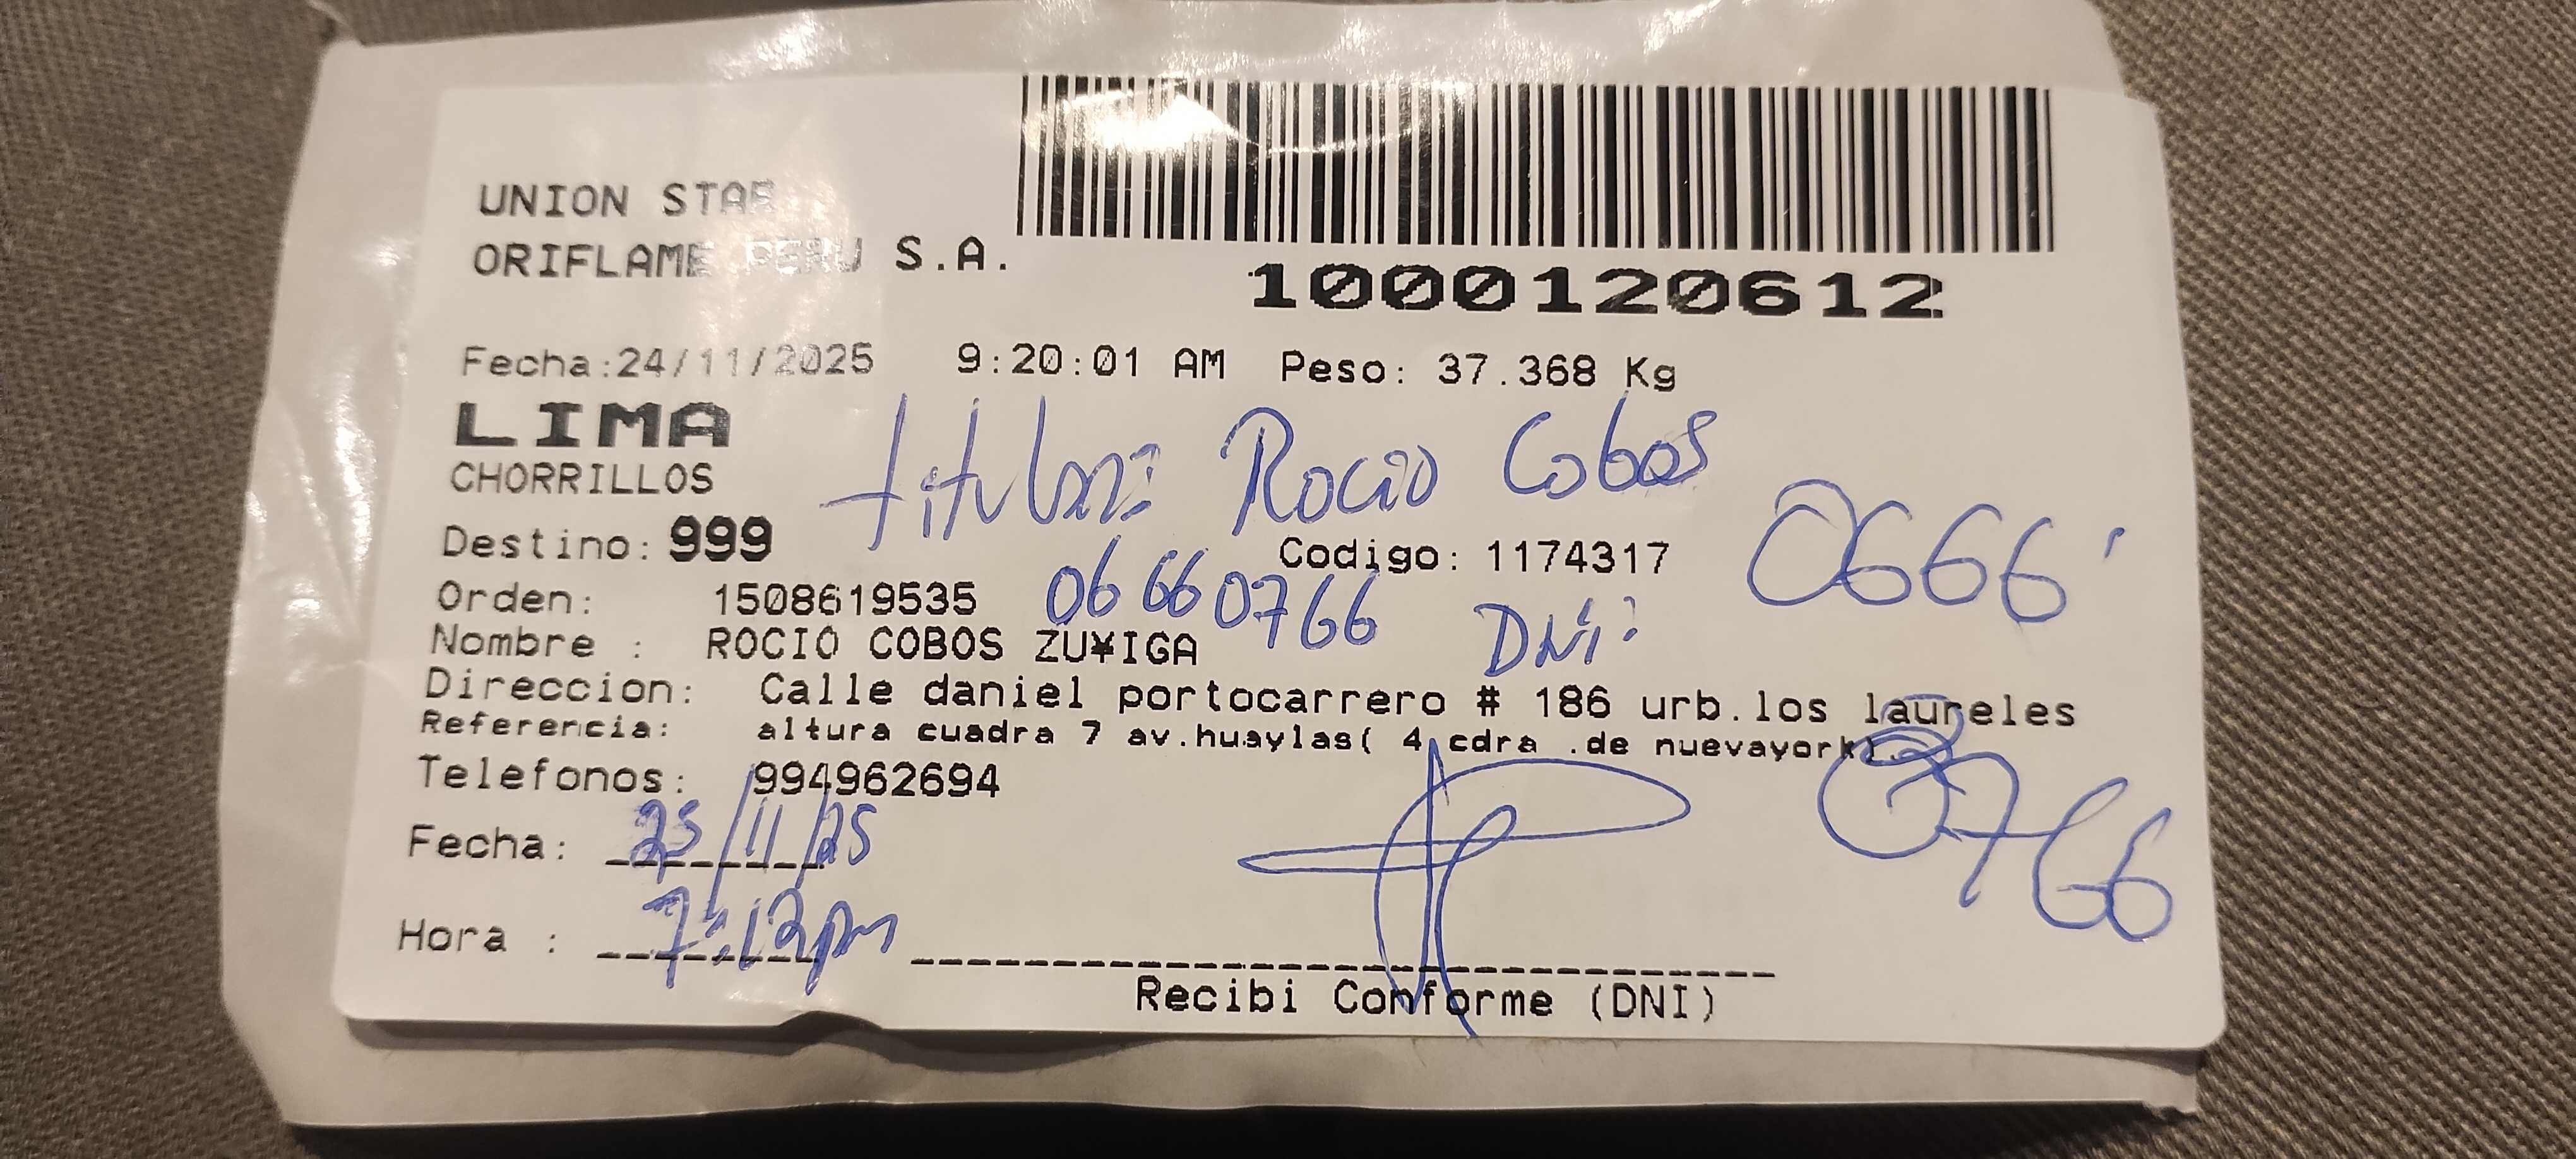 UNION STAR
ORIFLAME PERU S.A.
1000120612
Fecha:24/11/2025 9:20:01 AM Peso: 37.368 Kg
LIMA
CHORRILLOS
titular: Rocio Cobos
Destino: 999 Codigo: 1174317
0666
Orden: 1508619535 06660766
DNI:
Nombre : ROCIO COBOS ZU¥IGA
Direccion: Calle daniel portocarrero # 186 urb.los laureles
Referencia: altura cuadra 7 av.huaylas( 4 cdra .de nuevayork).
Telefonos: 994962694
0766
Fecha: 25/11/25
Hora : 7:12pm
Recibi Conforme (DNI)